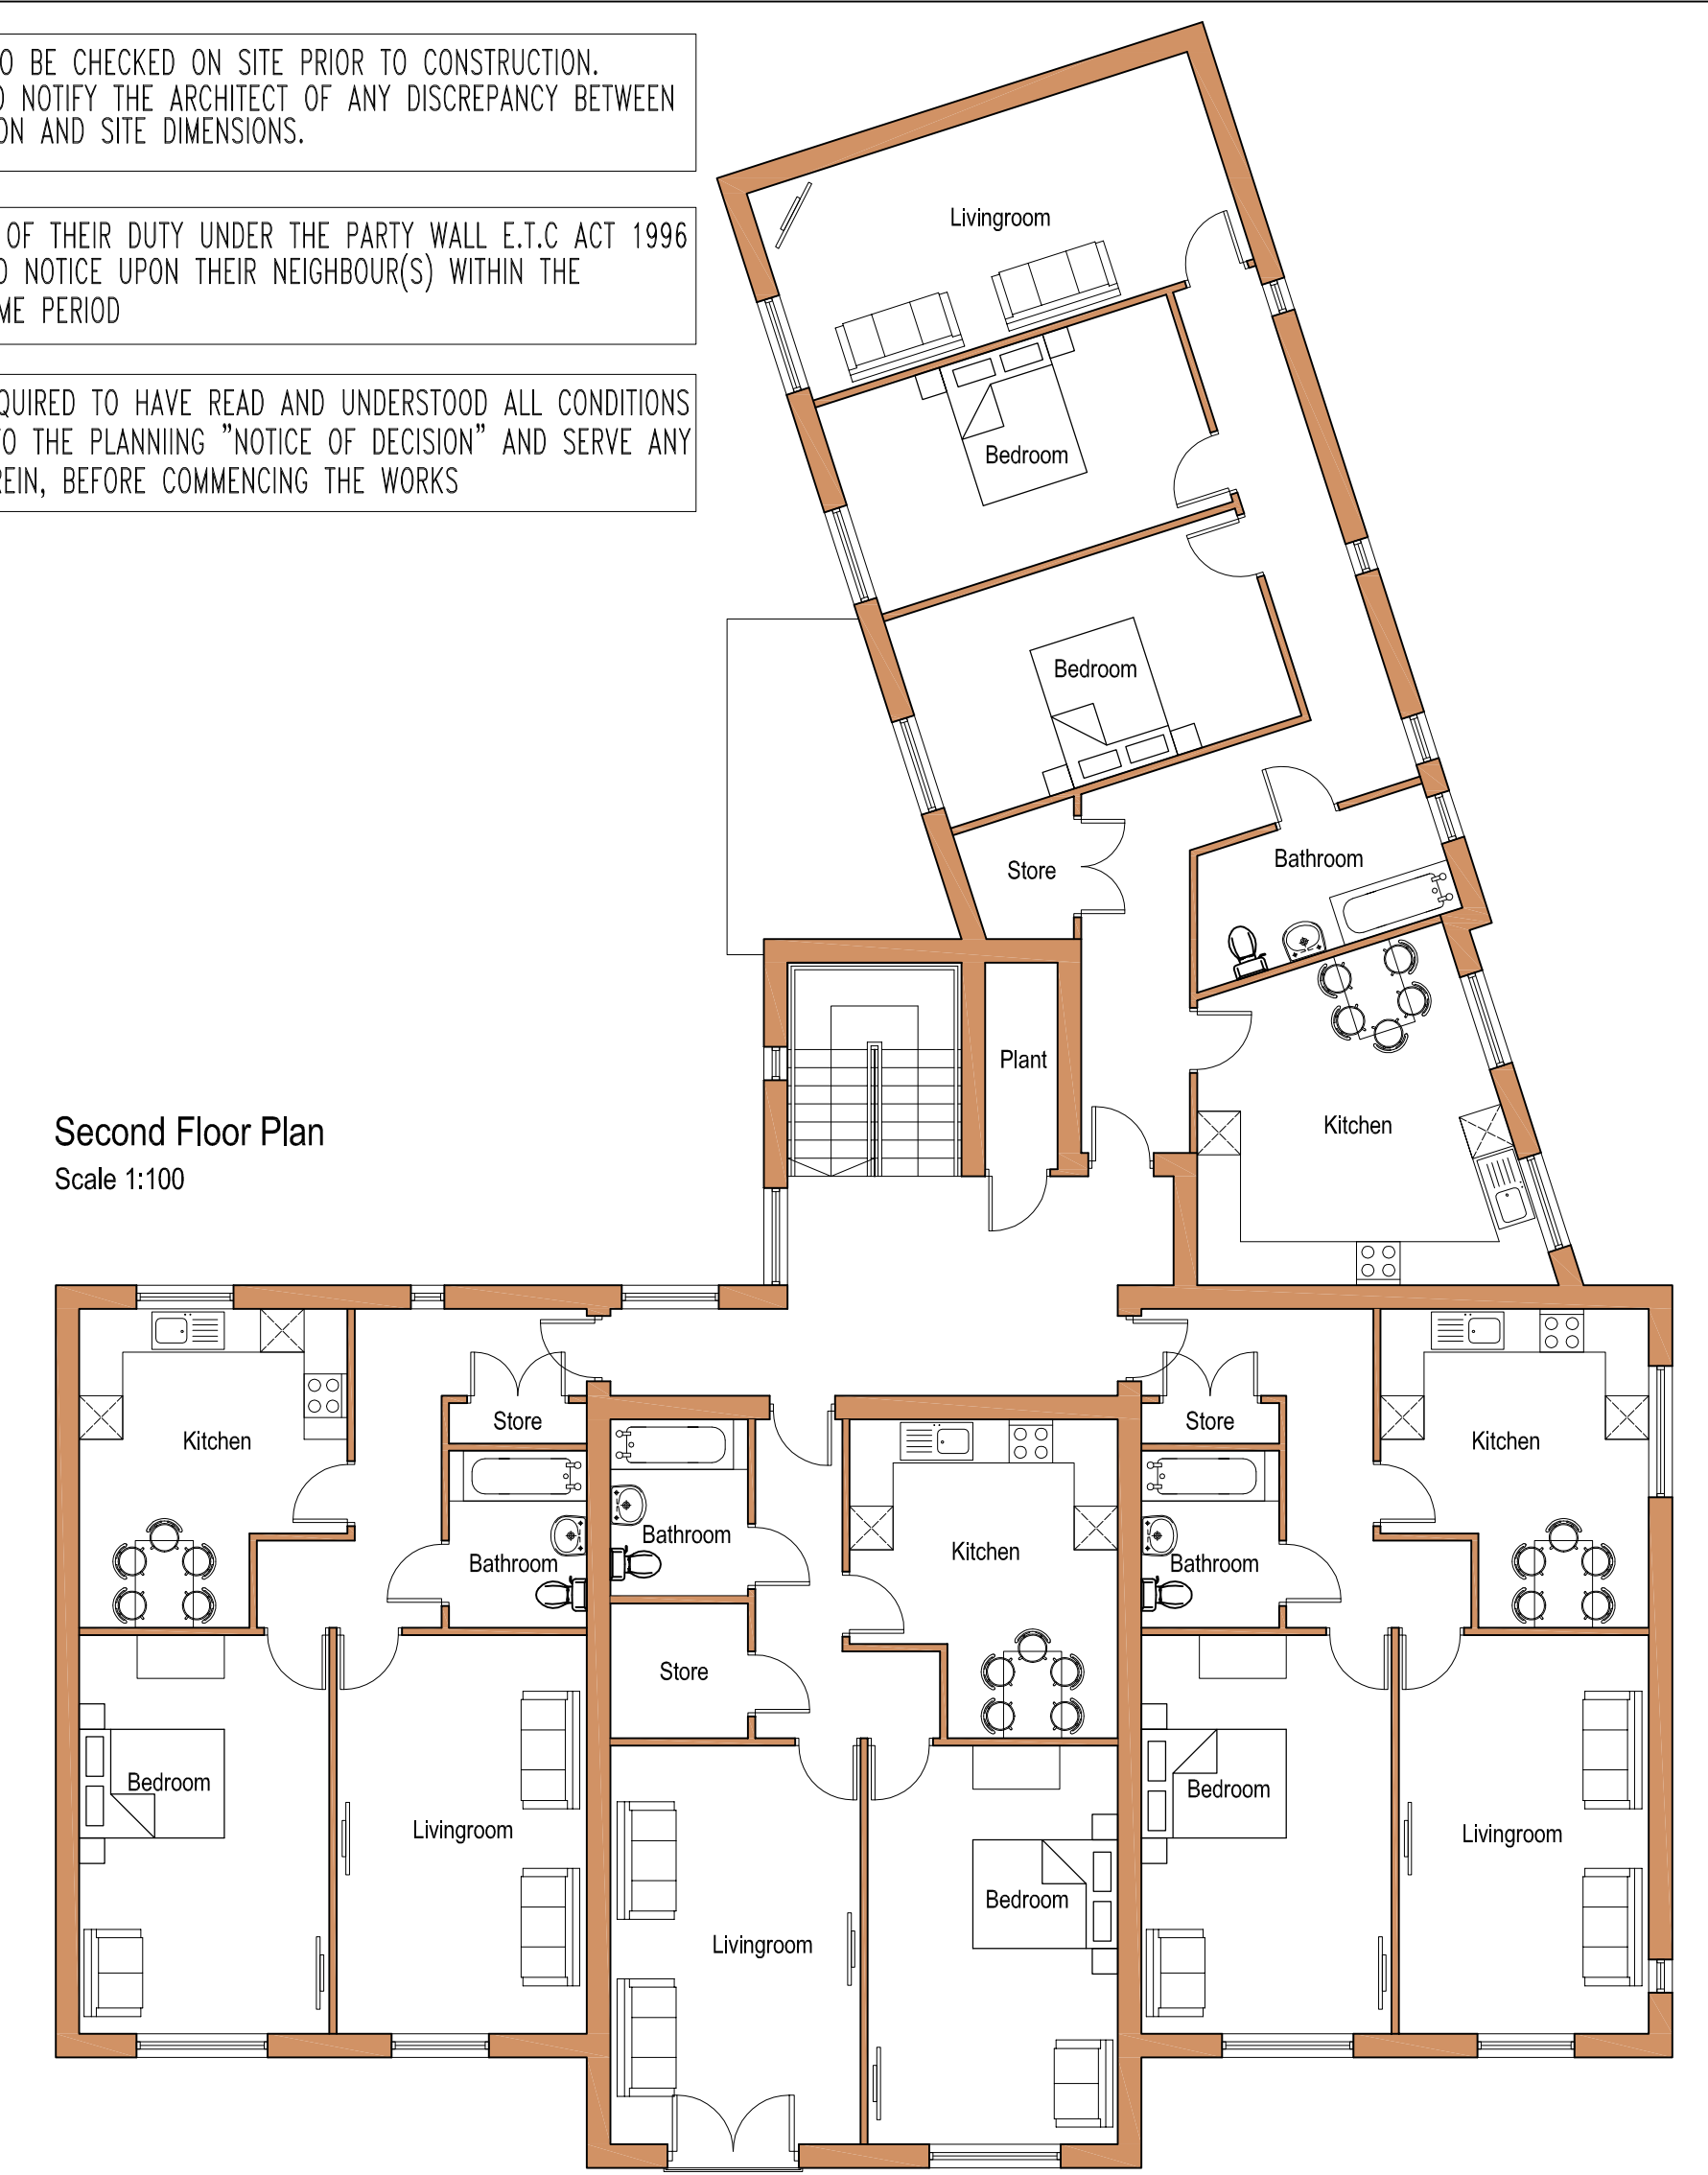 O BE CHECKED ON SITE PRIOR TO CONSTRUCTION.
O NOTIFY THE ARCHITECT OF ANY DISCREPANCY BETWEEN
ON AND SITE DIMENSIONS.
OF THEIR DUTY UNDER THE PARTY WALL E.T.C ACT 1996
D NOTICE UPON THEIR NEIGHBOUR(S) WITHIN THE
ME PERIOD
QUIRED TO HAVE READ AND UNDERSTOOD ALL CONDITIONS
TO THE PLANNIING "NOTICE OF DECISION" AND SERVE ANY
REIN, BEFORE COMMENCING THE WORKS
Livingroom
Bedroom
Bedroom
Store
Bathroom
Plant
Kitchen
Second Floor Plan
Scale 1:100
Kitchen
Store
Bathroom
Bathroom
Kitchen
Store
Kitchen
Bathroom
Store
Bedroom
Livingroom
Livingroom
Bedroom
Bedroom
Livingroom